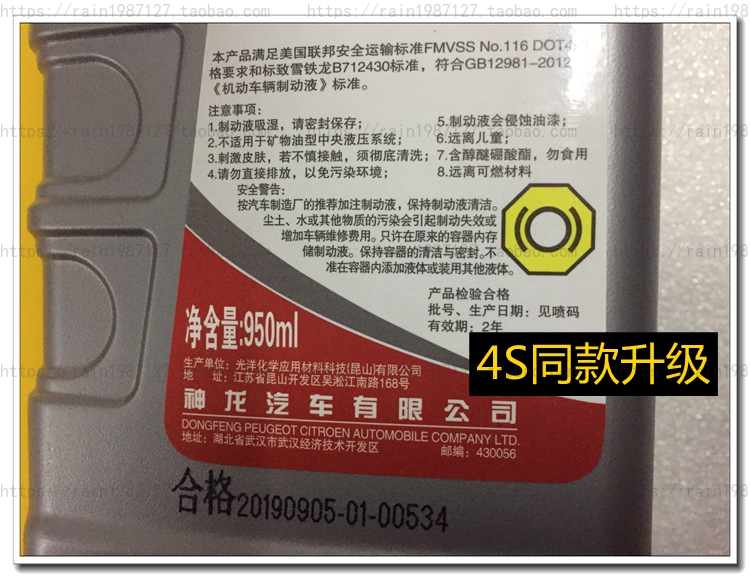 https://rain1987127.taobao.com
本产品满足美国联邦安全运输标准FMVSS No.116 DOT4
格要求和标致雪铁龙B712430标准，符合GB12981-2012
《机动车辆制动液》标准。
注意事项：
1.制动液吸湿，请密封保存；
2.不适用于矿物油型中央液压系统；
3.刺激皮肤，若不慎接触，须彻底清洗；
4.请勿直接排放，以免污染环境；
5.制动液会侵蚀油漆；
6.远离儿童；
7.含醇醚硼酸酯，勿食用
8.远离可燃材料
安全警告：
按汽车制造厂的推荐加注制动液，保持制动液清洁。
尘土、水或其他物质的污染会引起制动失效或
增加车辆维修费用。只许在原来的容器内存
储制动液。保持容器的清洁与密封。不
准在容器内添加液体或装用其他液体。
产品检验合格
批号、生产日期：见喷码
有效期：2年
净含量:950ml
4S同款升级
生产单位：光洋化学应用材料科技(昆山)有限公司
地 址：江苏省昆山开发区吴淞江南路168号
神龙汽车有限公司
DONGFENG PEUGEOT CITROEN AUTOMOBILE COMPANY LTD.
地址：湖北省武汉市武汉经济技术开发区 邮编：430056
合格20190905-01-00534